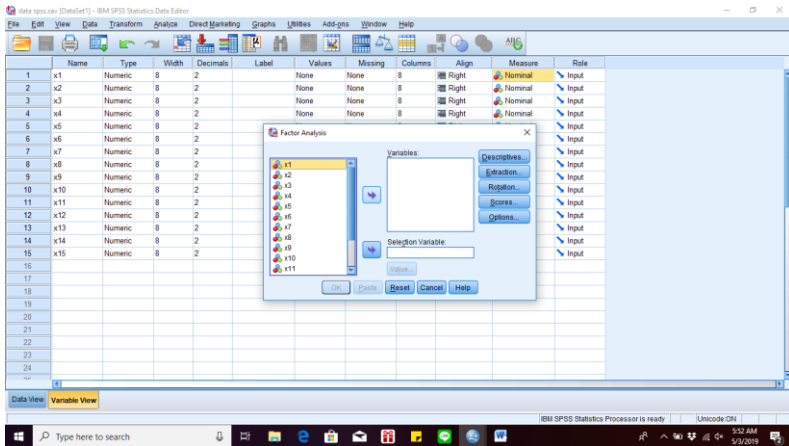 data spss.sav [DataSet1] - IBM SPSS Statistics Data Editor
File Edit View Data Transform Analyze Direct Marketing Graphs Utilities Add-ons Window Help
Name Type Width Decimals Label Values Missing Columns Align Measure Role
1 x1 Numeric 8 2 None None 8 Right Nominal Input
2 x2 Numeric 8 2 None None 8 Right Nominal Input
3 x3 Numeric 8 2 None None 8 Right Nominal Input
4 x4 Numeric 8 2 None None 8 Right Nominal Input
5 x5 Numeric 8 2 Input
6 x6 Numeric 8 2 Input
7 x7 Numeric 8 2 Input
8 x8 Numeric 8 2 Input
9 x9 Numeric 8 2 Input
10 x10 Numeric 8 2 Input
11 x11 Numeric 8 2 Input
12 x12 Numeric 8 2 Input
13 x13 Numeric 8 2 Input
14 x14 Numeric 8 2 Input
15 x15 Numeric 8 2 Input
16
17
18
19
20
21
22
23
24
Factor Analysis
Variables:
x1
x2
x3
x4
x5
x6
x7
x8
x9
x10
x11
Descriptives...
Extraction...
Rotation...
Scores...
Options...
Selection Variable:
Value...
OK Paste Reset Cancel Help
Data View Variable View
IBM SPSS Statistics Processor is ready Unicode:ON
Type here to search
5:52 AM
5/3/2019